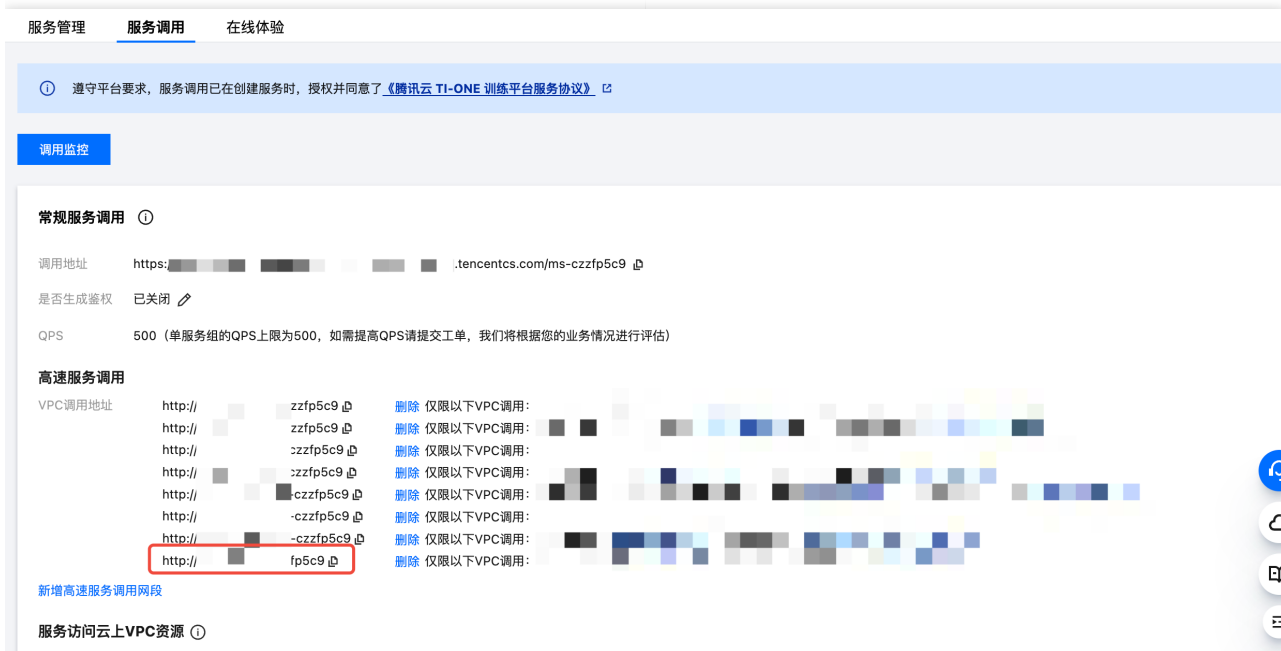 服务管理 服务调用 在线体验
遵守平台要求，服务调用已在创建服务时，授权并同意了《腾讯云 TI-ONE 训练平台服务协议》
调用监控
常规服务调用
调用地址 https: .tencentcs.com/ms-czzfp5c9
是否生成鉴权 已关闭
QPS 500（单服务组的QPS上限为500，如需提高QPS请提交工单，我们将根据您的业务情况进行评估）
高速服务调用
VPC调用地址 http:// zzfp5c9 删除 仅限以下VPC调用：
http:// zzfp5c9 删除 仅限以下VPC调用：
http:// zzfp5c9 删除 仅限以下VPC调用：
http:// zzfp5c9 删除 仅限以下VPC调用：
http:// czzfp5c9 删除 仅限以下VPC调用：
http:// -czzfp5c9 删除 仅限以下VPC调用：
http:// -czzfp5c9 删除 仅限以下VPC调用：
http:// fp5c9 删除 仅限以下VPC调用：
新增高速服务调用网段
服务访问云上VPC资源